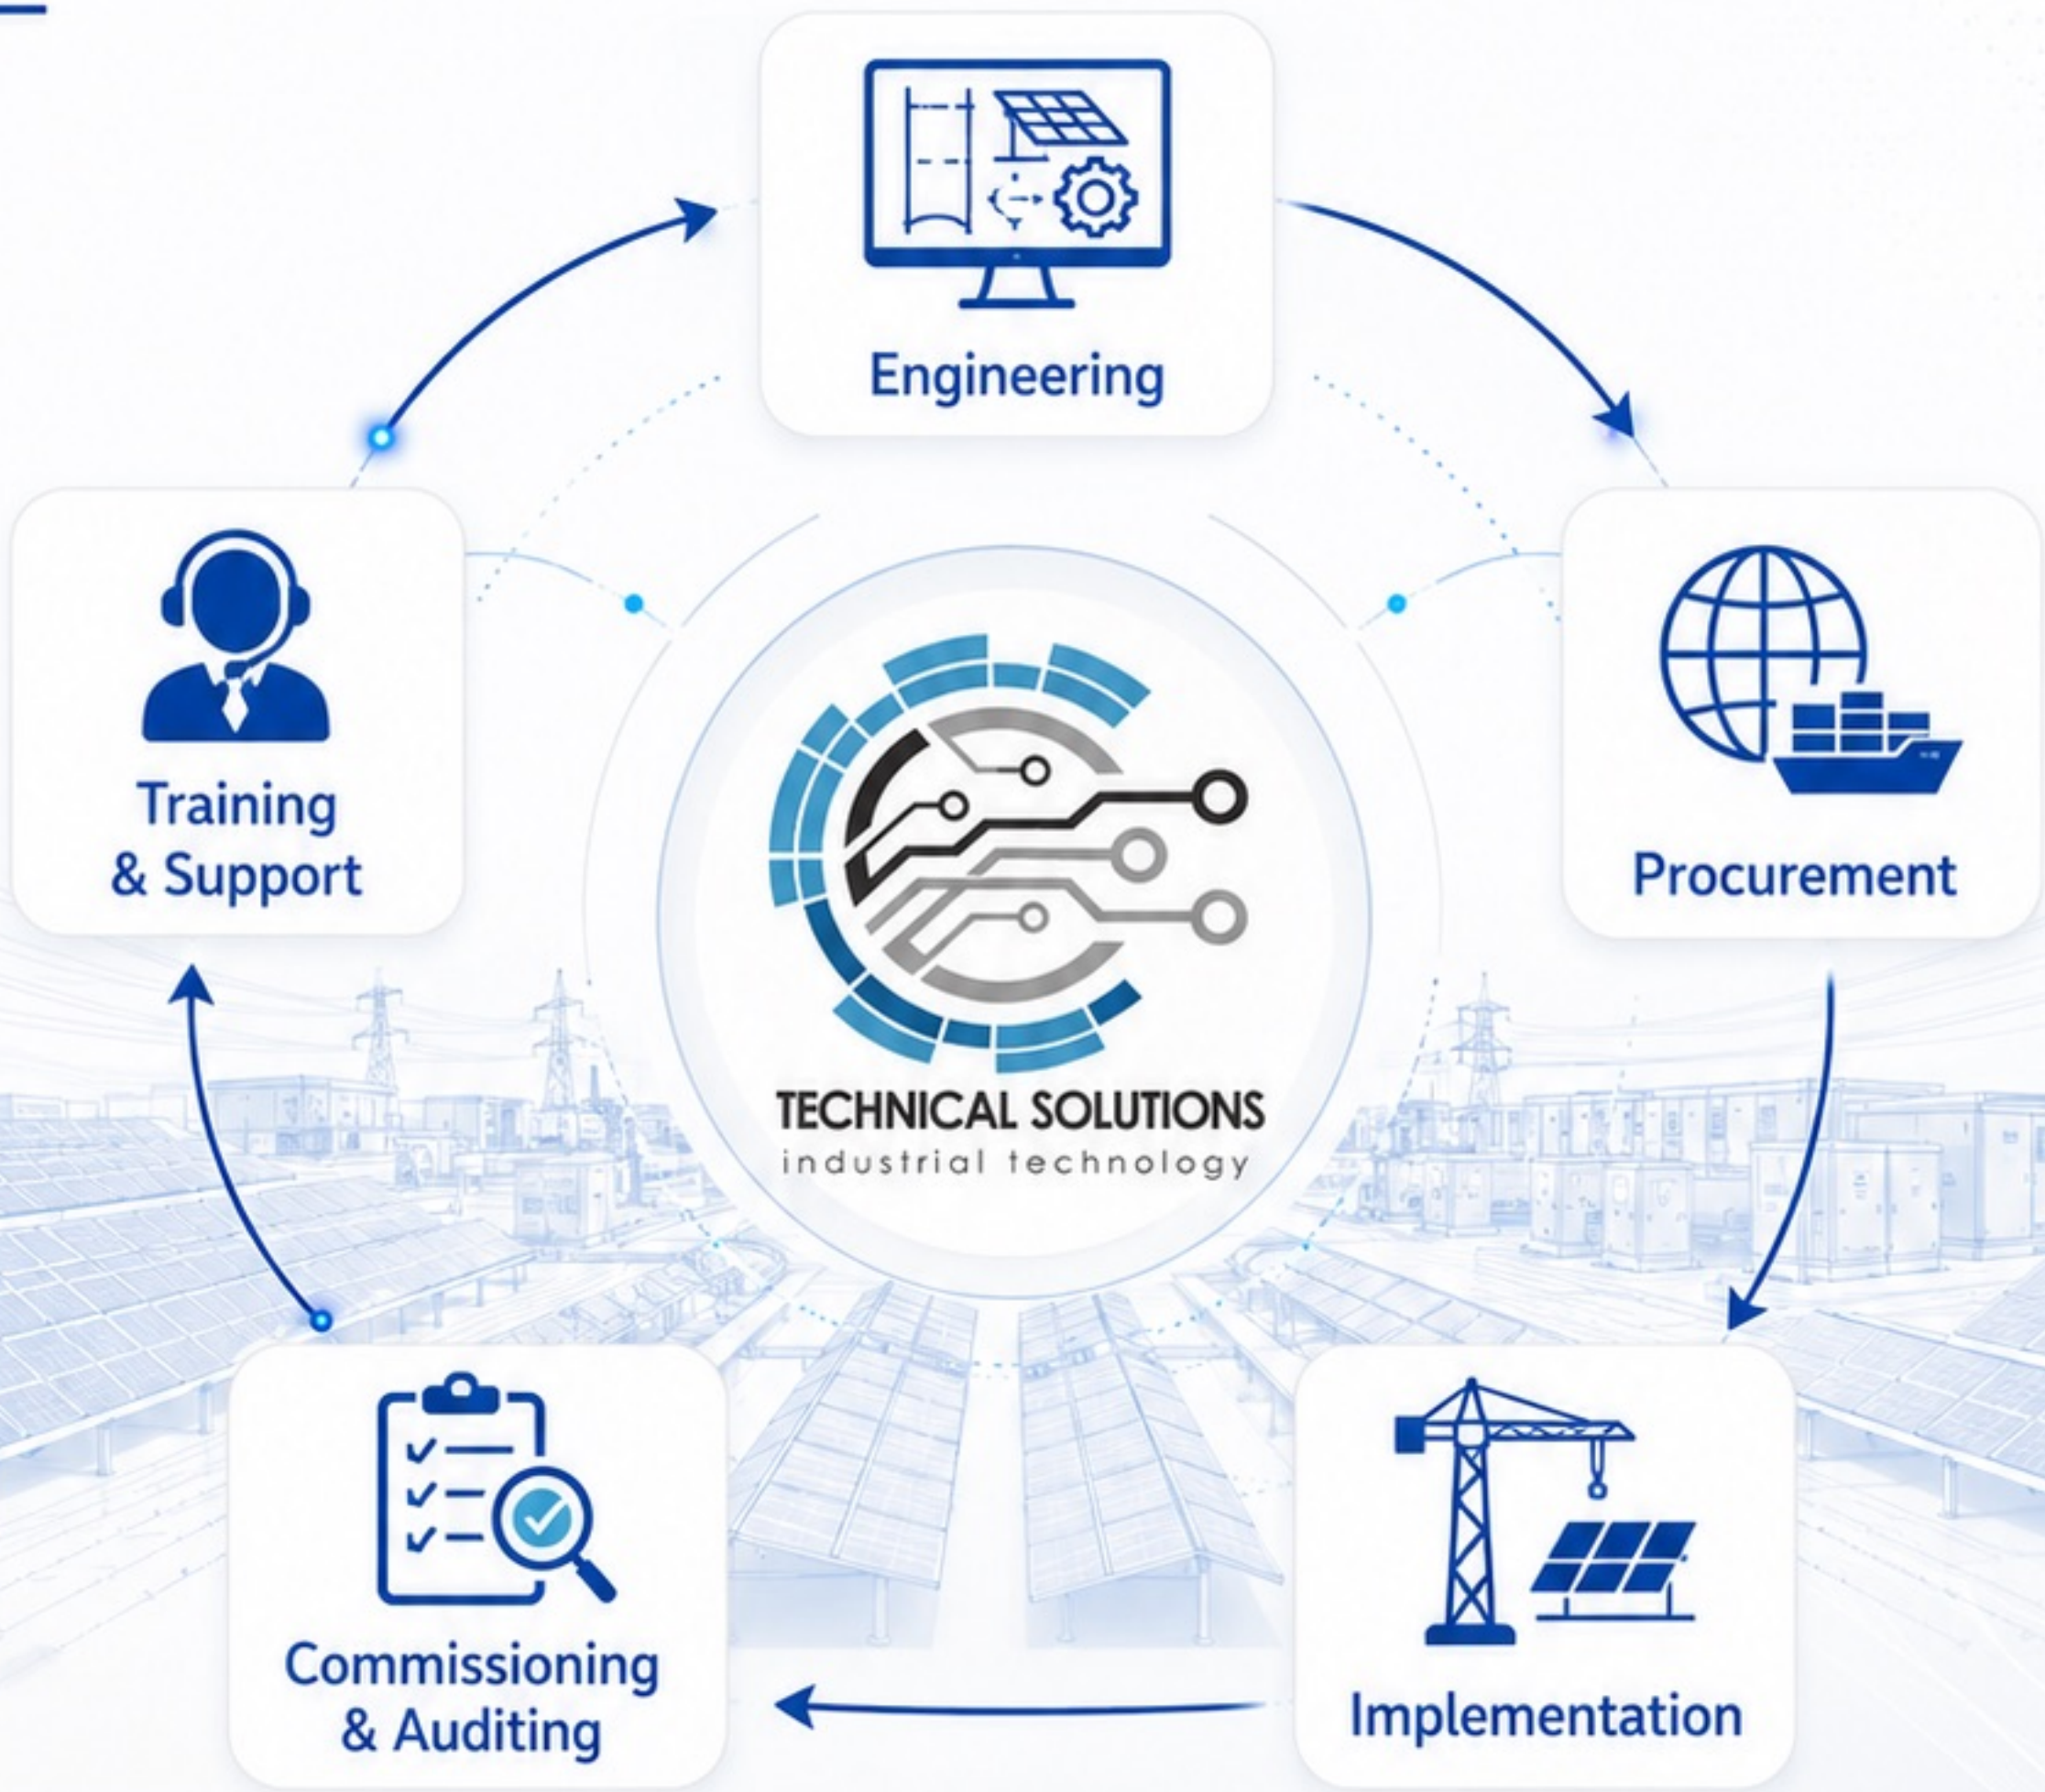 Engineering
Training
& Support
Procurement
TECHNICAL SOLUTIONS
industrial technology
Commissioning
& Auditing
Implementation